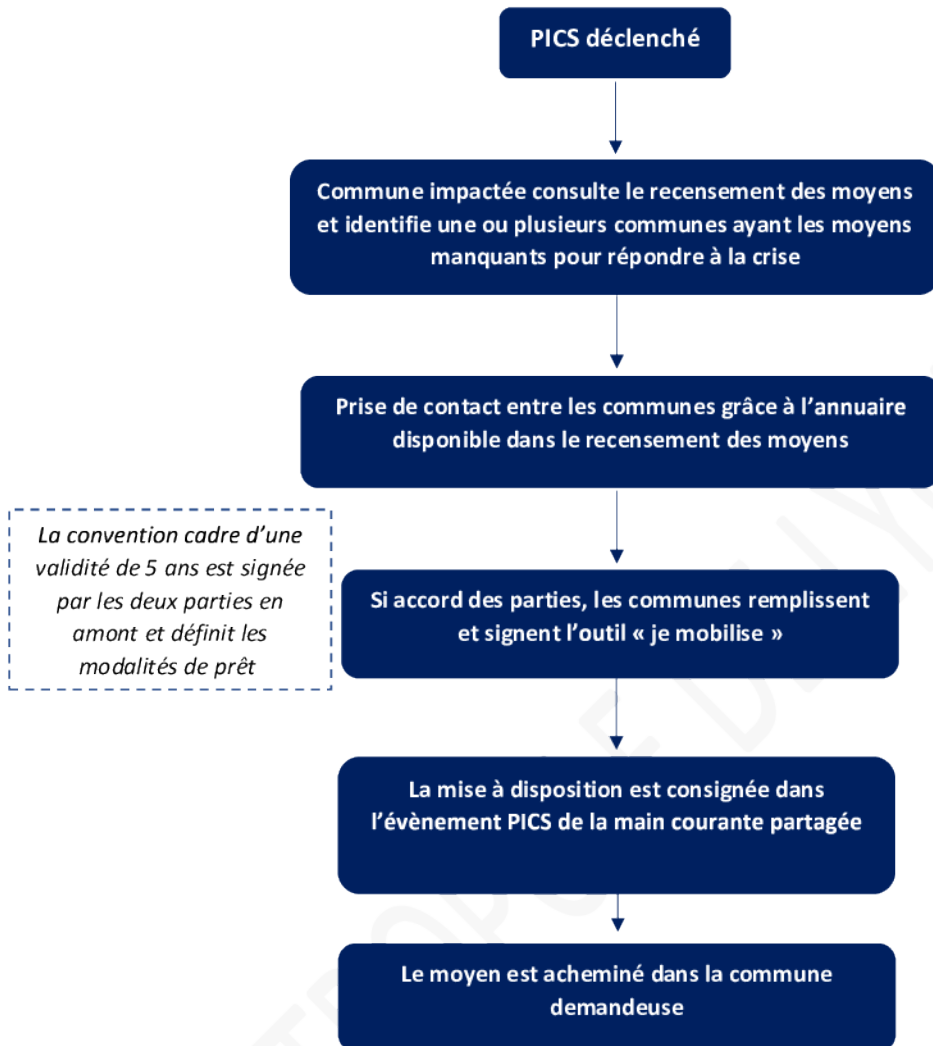 PICS déclenché
Commune impactée consulte le recensement des moyens
et identifie une ou plusieurs communes ayant les moyens
manquants pour répondre à la crise
Prise de contact entre les communes grâce à l’annuaire
disponible dans le recensement des moyens
La convention cadre d’une
validité de 5 ans est signée
par les deux parties en
amont et définit les
modalités de prêt
Si accord des parties, les communes remplissent
et signent l’outil « je mobilise »
La mise à disposition est consignée dans
l’évènement PICS de la main courante partagée
Le moyen est acheminé dans la commune
demandeuse